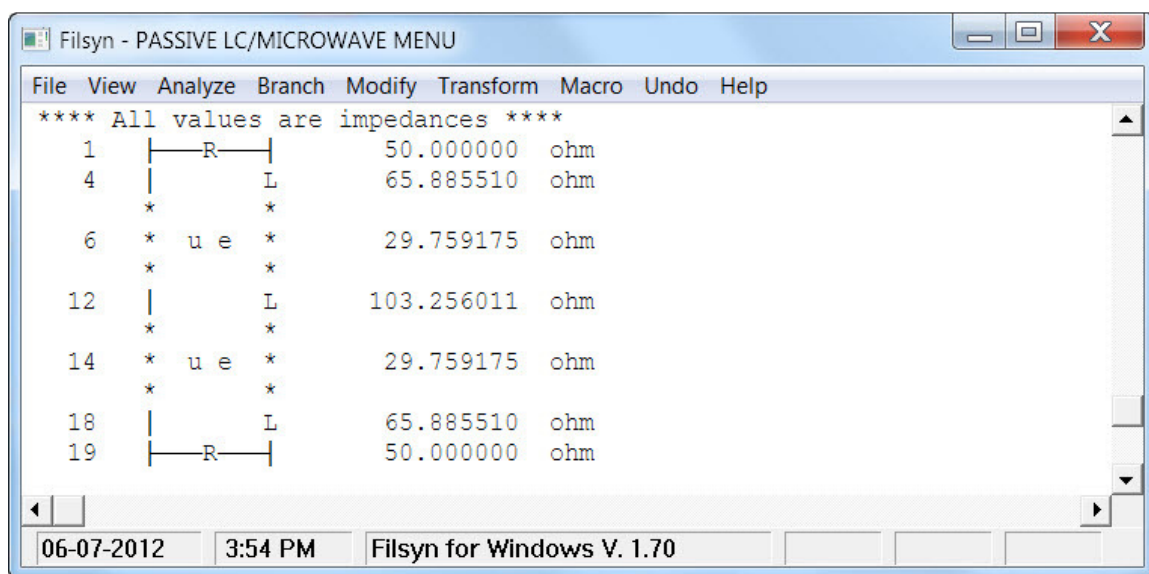 Filsyn - PASSIVE LC/MICROWAVE MENU
File View Analyze Branch Modify Transform Macro Undo Help
**** All values are impedances ****
1 R 50.000000 ohm
4 L 65.885510 ohm
* *
6 * u e * 29.759175 ohm
* *
12 L 103.256011 ohm
* *
14 * u e * 29.759175 ohm
* *
18 L 65.885510 ohm
19 R 50.000000 ohm
06-07-2012 3:54 PM Filsyn for Windows V. 1.70